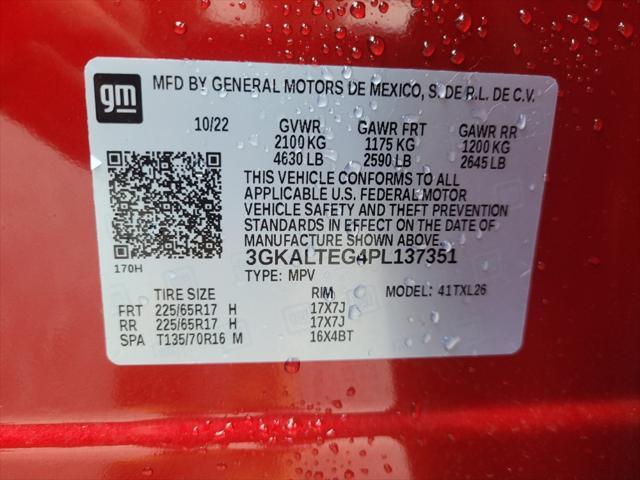 gm
MFD BY GENERAL MOTORS DE MEXICO, S. DE R.L. DE C.V.
10/22 GVWR GAWR FRT GAWR RR
2100 KG 1175 KG 1200 KG
4630 LB 2590 LB 2645 LB
THIS VEHICLE CONFORMS TO ALL
APPLICABLE U.S. FEDERAL MOTOR
VEHICLE SAFETY AND THEFT PREVENTION
STANDARDS IN EFFECT ON THE DATE OF
MANUFACTURE SHOWN ABOVE.
170H 3GKALTEG4PL137351
TYPE: MPV
TIRE SIZE RIM MODEL: 41TXL26
FRT 225/65R17 H 17X7J
RR 225/65R17 H 17X7J
SPA T135/70R16 M 16X4BT